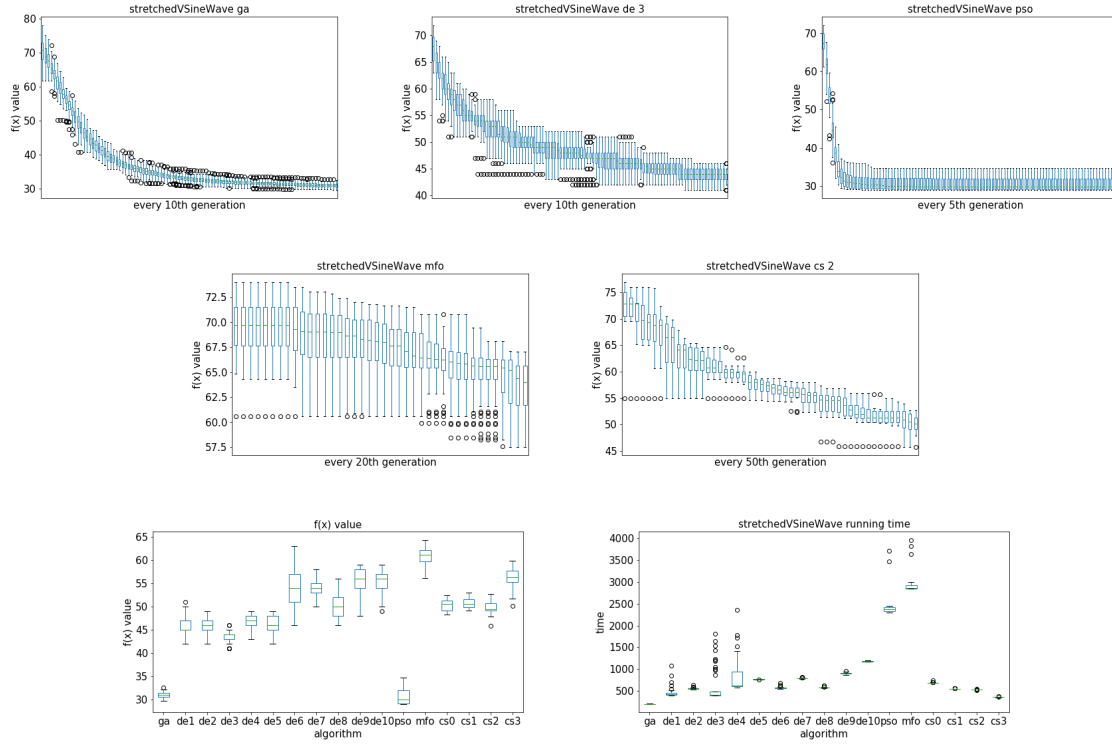 stretchedVSineWave ga
80
70
60
50
40
30
f(x) value
every 10th generation
stretchedVSineWave de 3
70
65
60
55
50
45
40
f(x) value
every 10th generation
stretchedVSineWave pso
70
60
50
40
30
f(x) value
every 5th generation
stretchedVSineWave mfo
72.5
70.0
67.5
65.0
62.5
60.0
57.5
f(x) value
every 20th generation
stretchedVSineWave cs 2
75
70
65
60
55
50
45
f(x) value
every 50th generation
f(x) value
65
60
55
50
45
40
35
30
f(x) value
ga de1 de2 de3 de4 de5 de6 de7 de8 de9 de10 pso mfo cs0 cs1 cs2 cs3
algorithm
stretchedVSineWave running time
4000
3500
3000
2500
2000
1500
1000
500
time
ga de1 de2 de3 de4 de5 de6 de7 de8 de9 de10 pso mfo cs0 cs1 cs2 cs3
algorithm